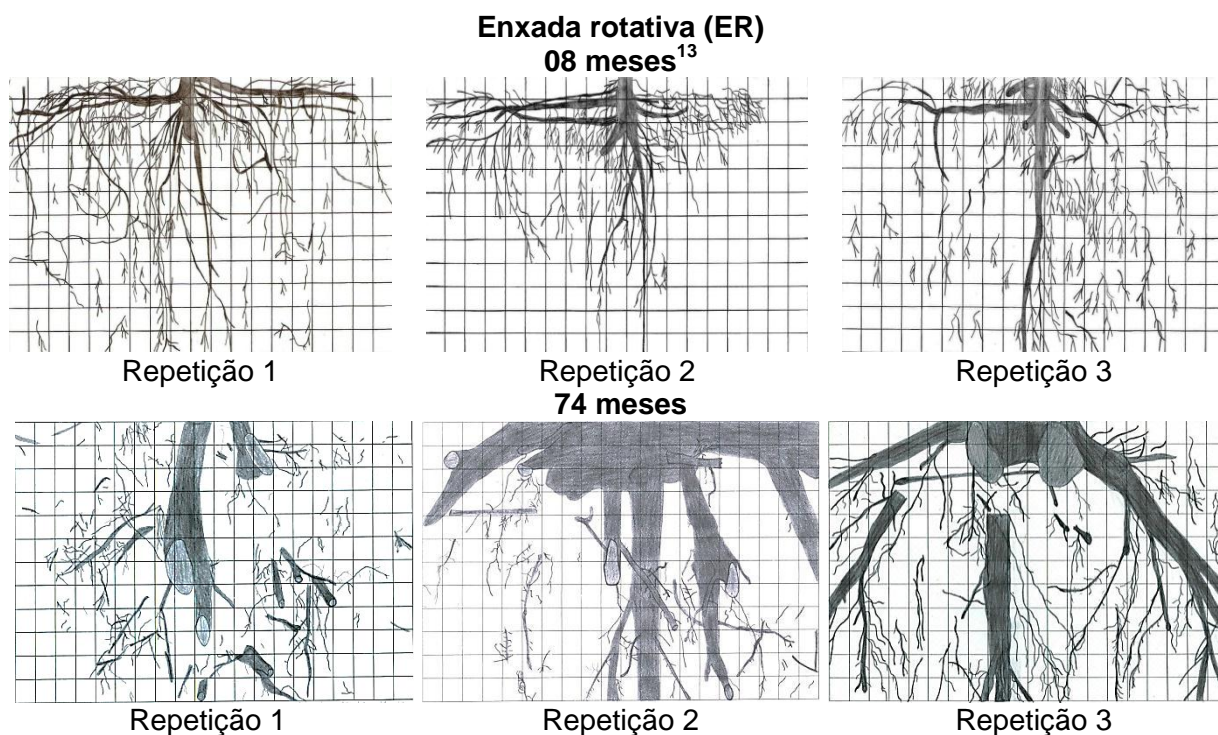 Enxada rotativa (ER)
08 meses¹³
Repetição 1
Repetição 2
Repetição 3
74 meses
Repetição 1
Repetição 2
Repetição 3